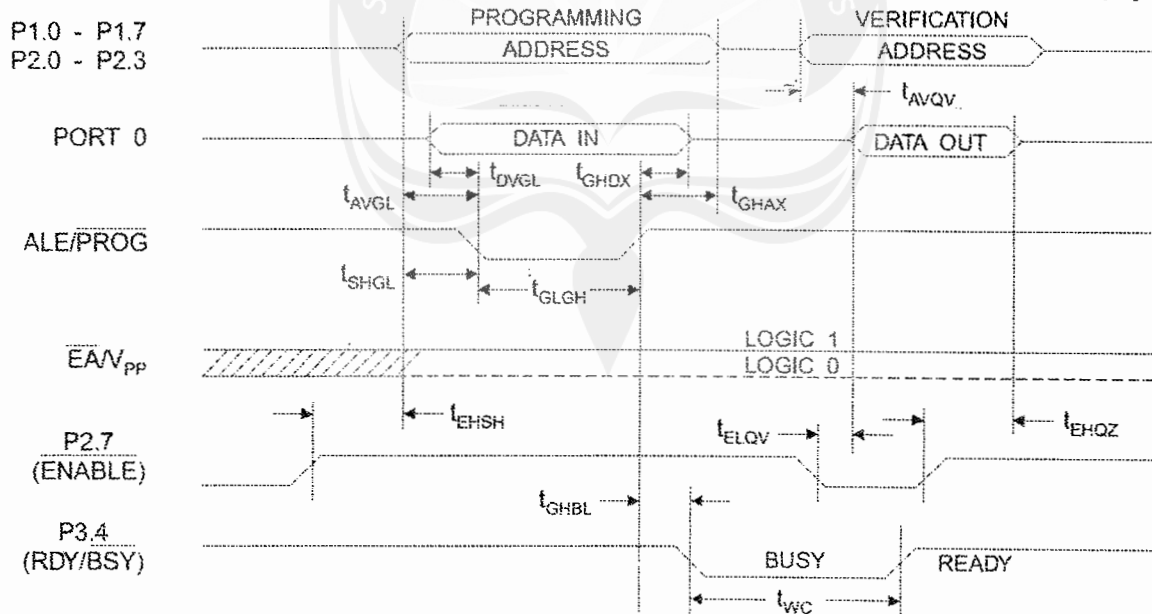 PROGRAMMING
VERIFICATION
P1.0 - P1.7
P2.0 - P2.3
ADDRESS
ADDRESS
tAVQV
PORT 0
DATA IN
DATA OUT
tDVGL
tGHDX
tAVGL
tGHAX
ALE/PROG
tSHGL
tGLGH
LOGIC 1
EA/VPP
LOGIC 0
tEHSH
tELQV
tEHQZ
P2.7
(ENABLE)
tGHBL
P3.4
(RDY/BSY)
BUSY
READY
tWC